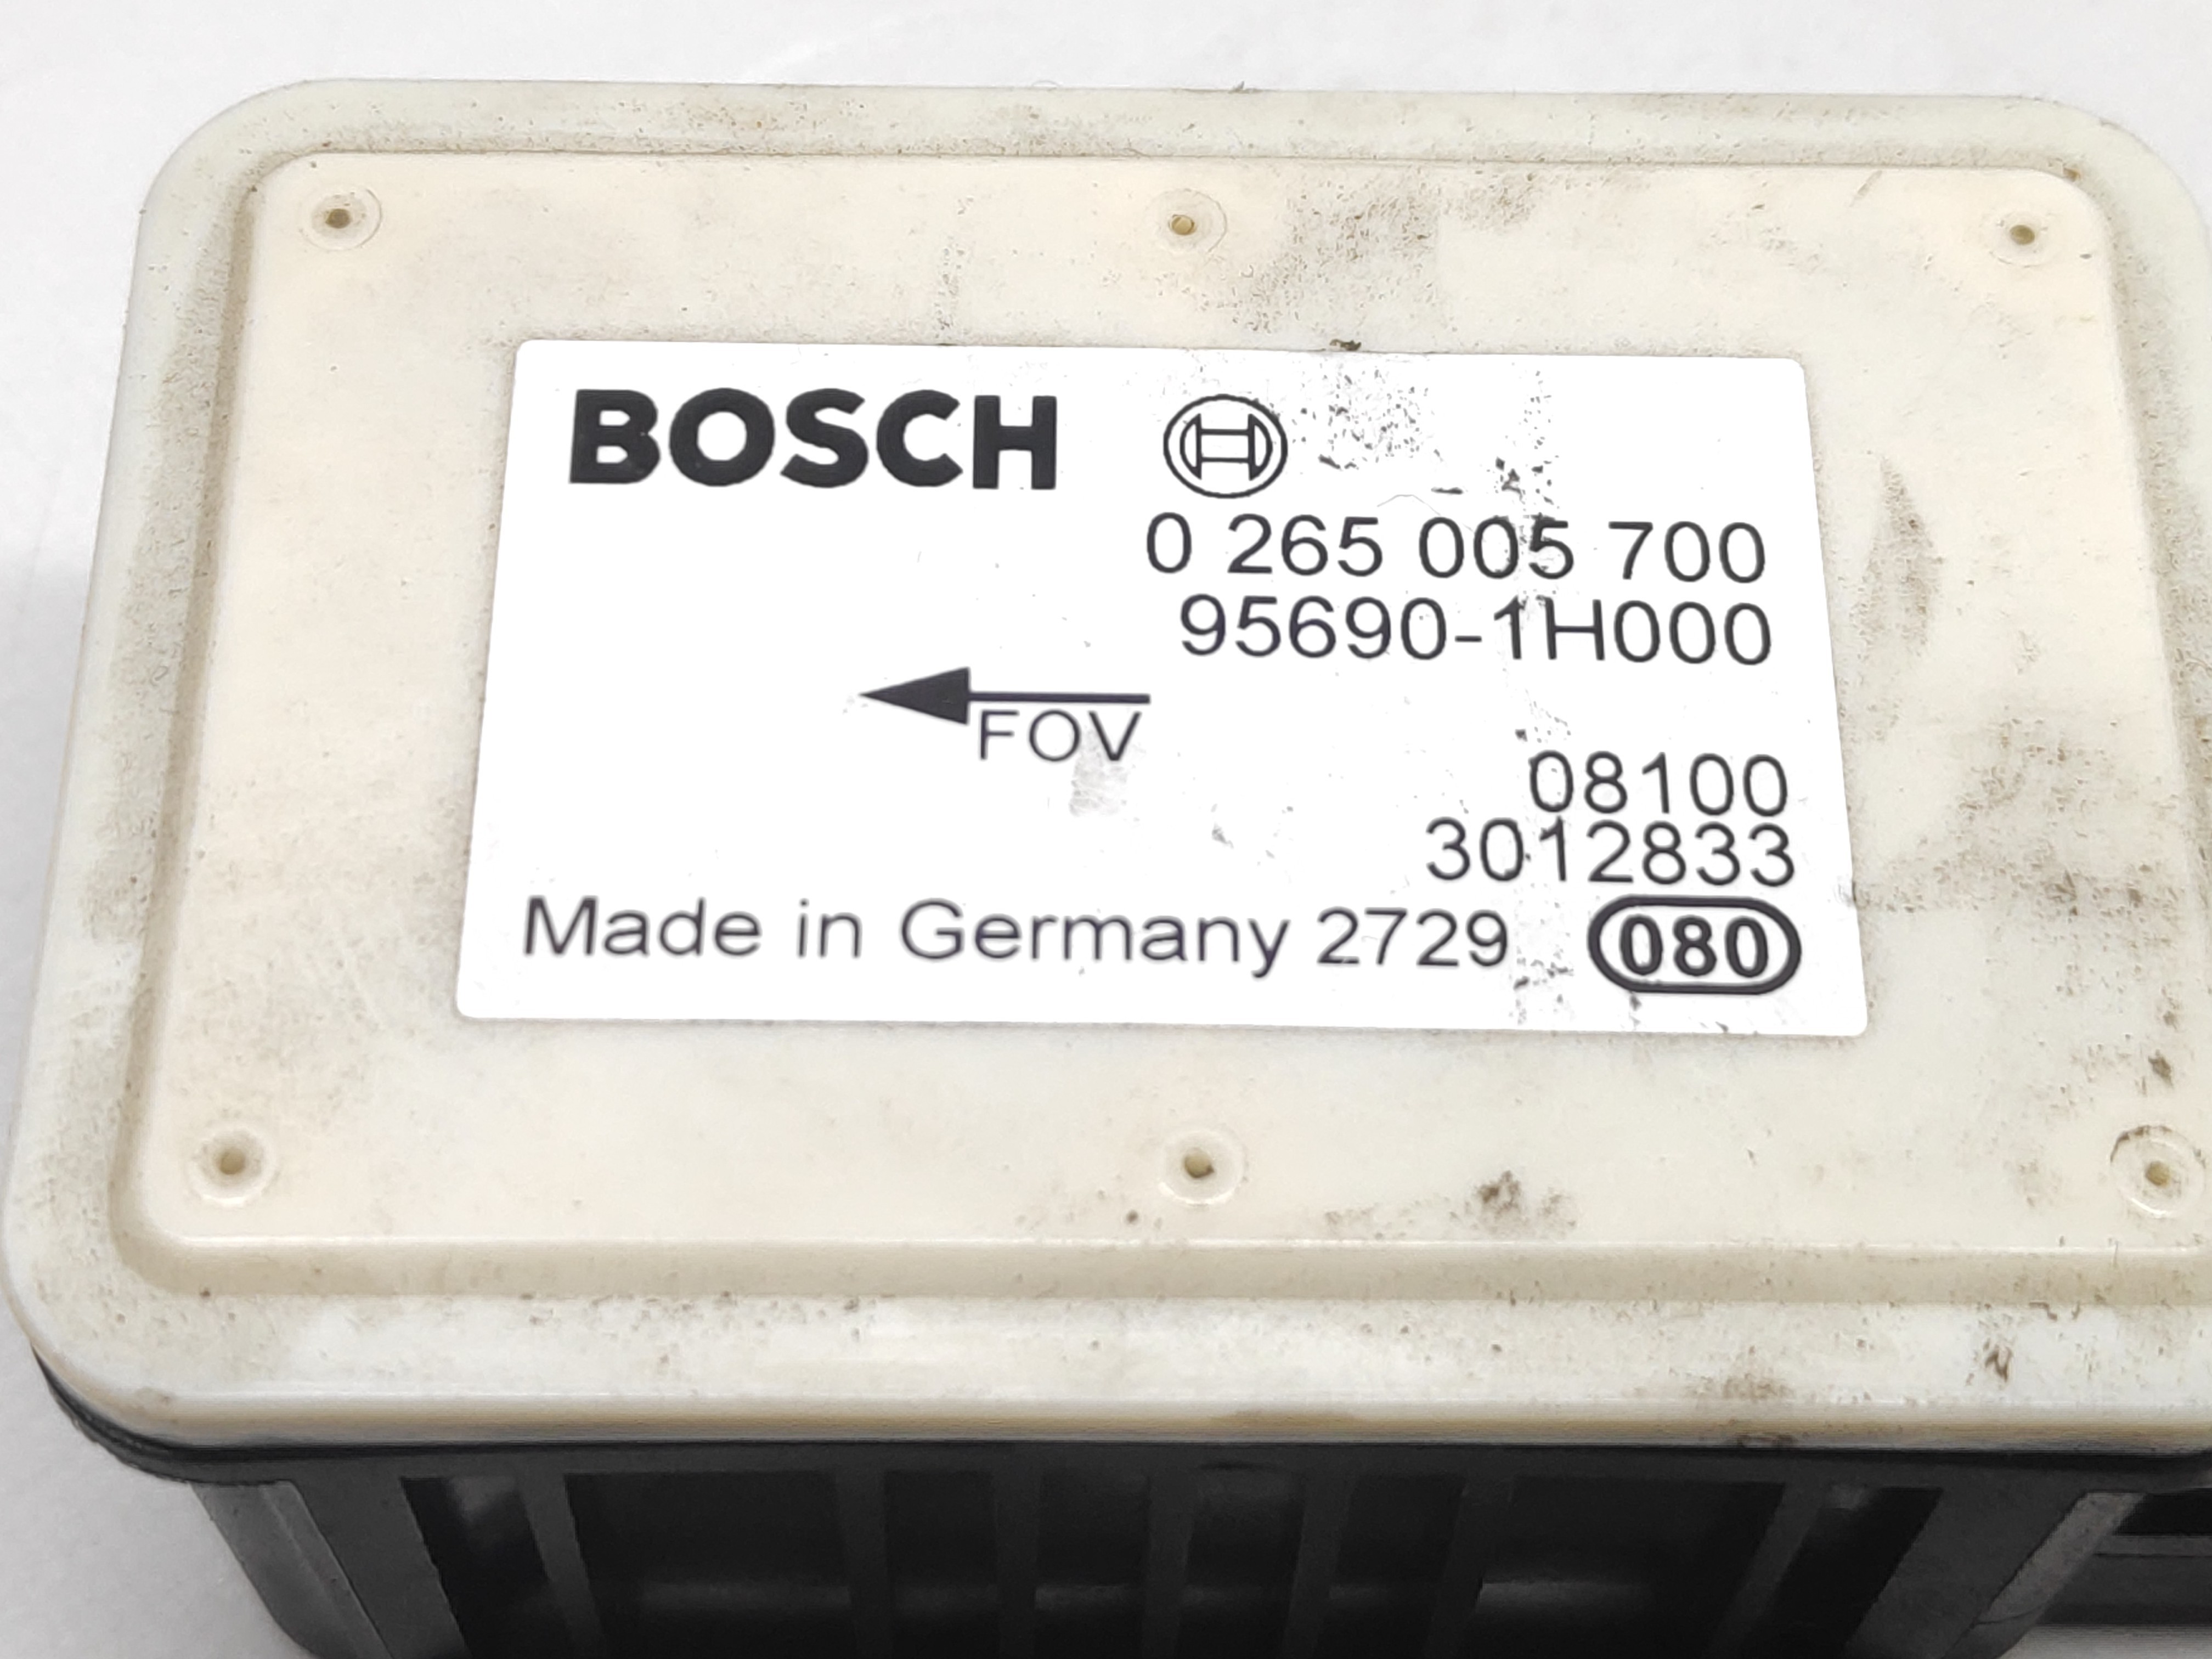 BOSCH
0 265 005 700
95690-1H000
FOV
08100
3012833
Made in Germany 2729 080